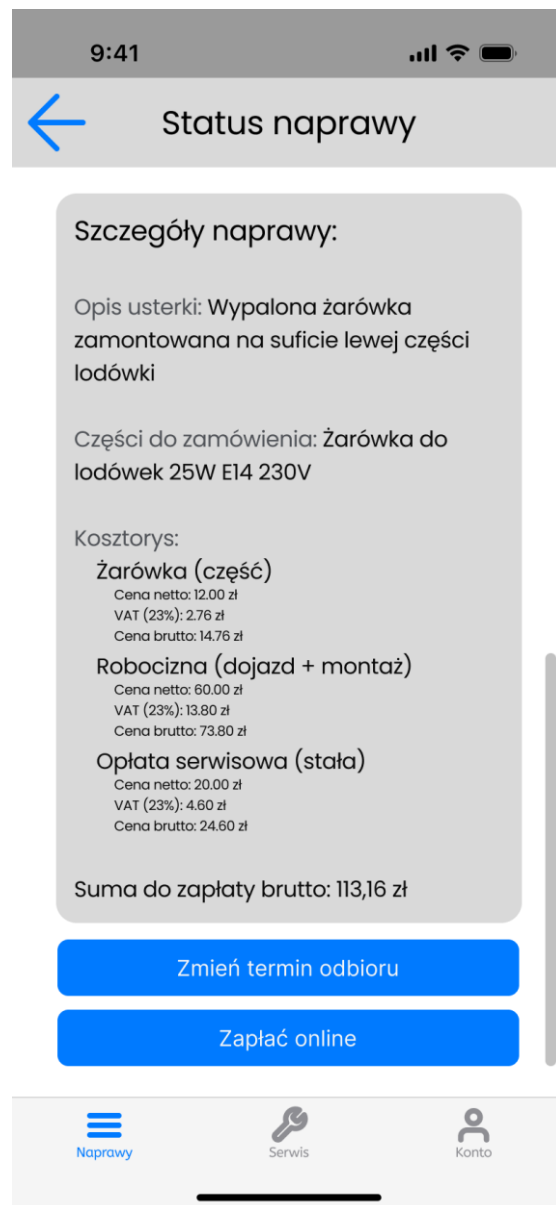 9:41
Status naprawy
Szczegóły naprawy:
Opis usterki: Wypalona żarówka
zamontowana na suficie lewej części
lodówki
Części do zamówienia: Żarówka do
lodówek 25W E14 230V
Kosztorys:
Żarówka (część)
Cena netto: 12.00 zł
VAT (23%): 2.76 zł
Cena brutto: 14.76 zł
Robocizna (dojazd + montaż)
Cena netto: 60.00 zł
VAT (23%): 13.80 zł
Cena brutto: 73.80 zł
Opłata serwisowa (stała)
Cena netto: 20.00 zł
VAT (23%): 4.60 zł
Cena brutto: 24.60 zł
Suma do zapłaty brutto: 113,16 zł
Zmień termin odbioru
Zapłać online
Naprawy Serwis Konto